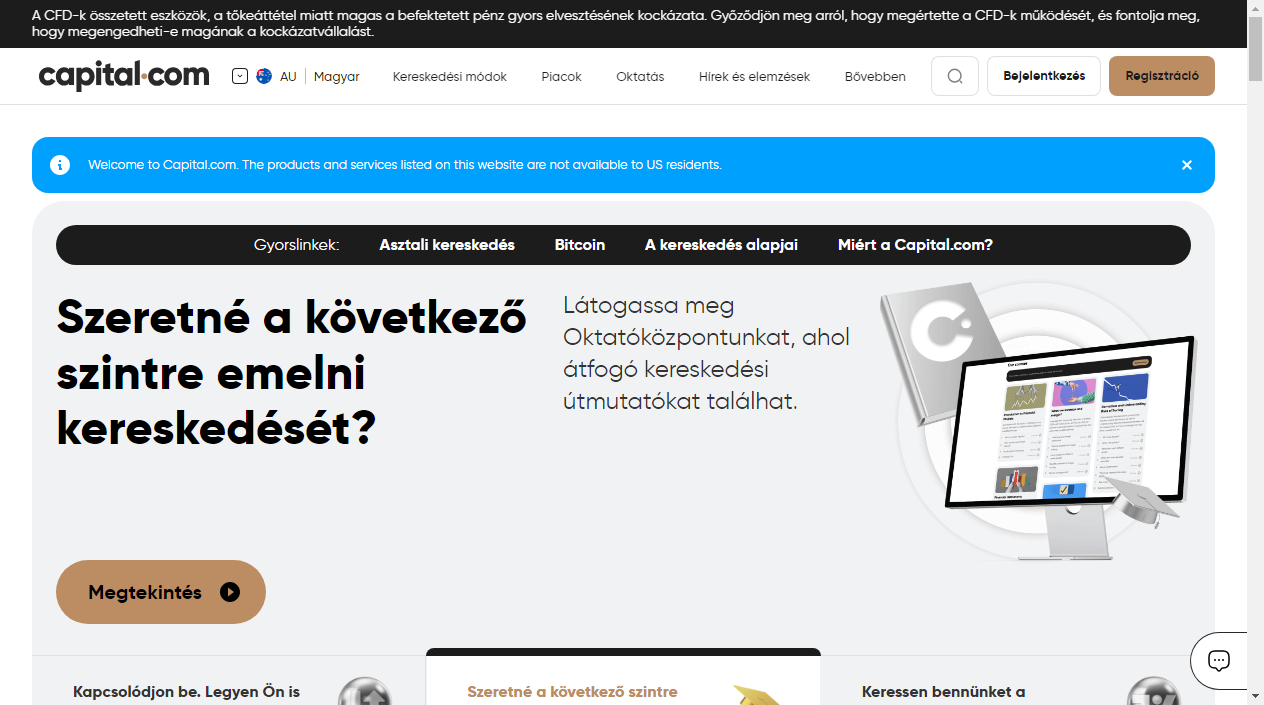 A CFD-k összetett eszközök, a tőkeáttétel miatt magas a befektetett pénz gyors elvesztésének kockázata. Győződjön meg arról, hogy megértette a CFD-k működését, és fontolja meg,
hogy megengedheti-e magának a kockázatvállalást.
capital.com AU Magyar Kereskedési módok Piacok Oktatás Hírek és elemzések Bővebben Bejelentkezés Regisztráció
Welcome to Capital.com. The products and services listed on this website are not available to US residents.
Gyorslinkek: Asztali kereskedés Bitcoin A kereskedés alapjai Miért a Capital.com?
Szeretné a következő
szintre emelni
kereskedését?
Látogassa meg
Oktatóközpontunkat, ahol
átfogó kereskedési
útmutatókat találhat.
Megtekintés
Kapcsolódjon be. Legyen Ön is
Szeretné a következő szintre
Keressen bennünket a